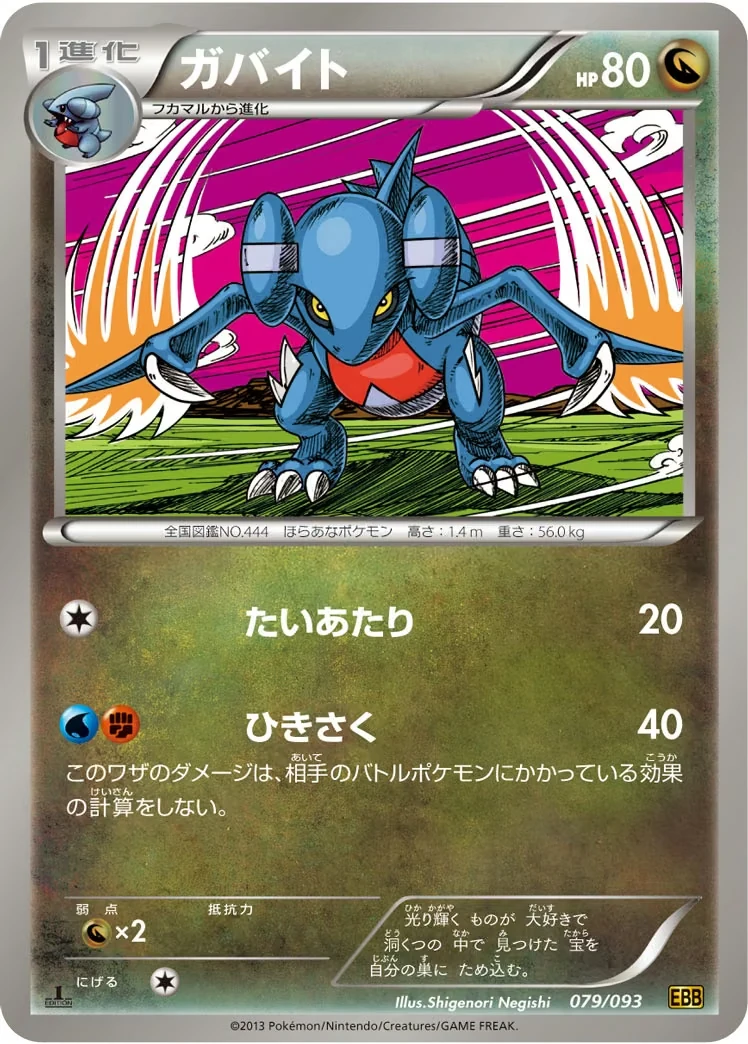 1進化
ガバイト
HP80
フカマルから進化
全国図鑑NO.444 ほらあなポケモン 高さ:1.4m 重さ:56.0kg
たいあたり 20
ひきさく 40
このワザのダメージは、相手のバトルポケモンにかかっている効果
の計算をしない。
弱点 抵抗力
×2
にげる
光り輝く ものが 大好きで
洞くつの 中で 見つけた 宝を
自分の巣に ため込む。
1 EDITION
Illus.Shigenori Negishi 079/093 EBB
©2013 Pokémon/Nintendo/Creatures/GAME FREAK.